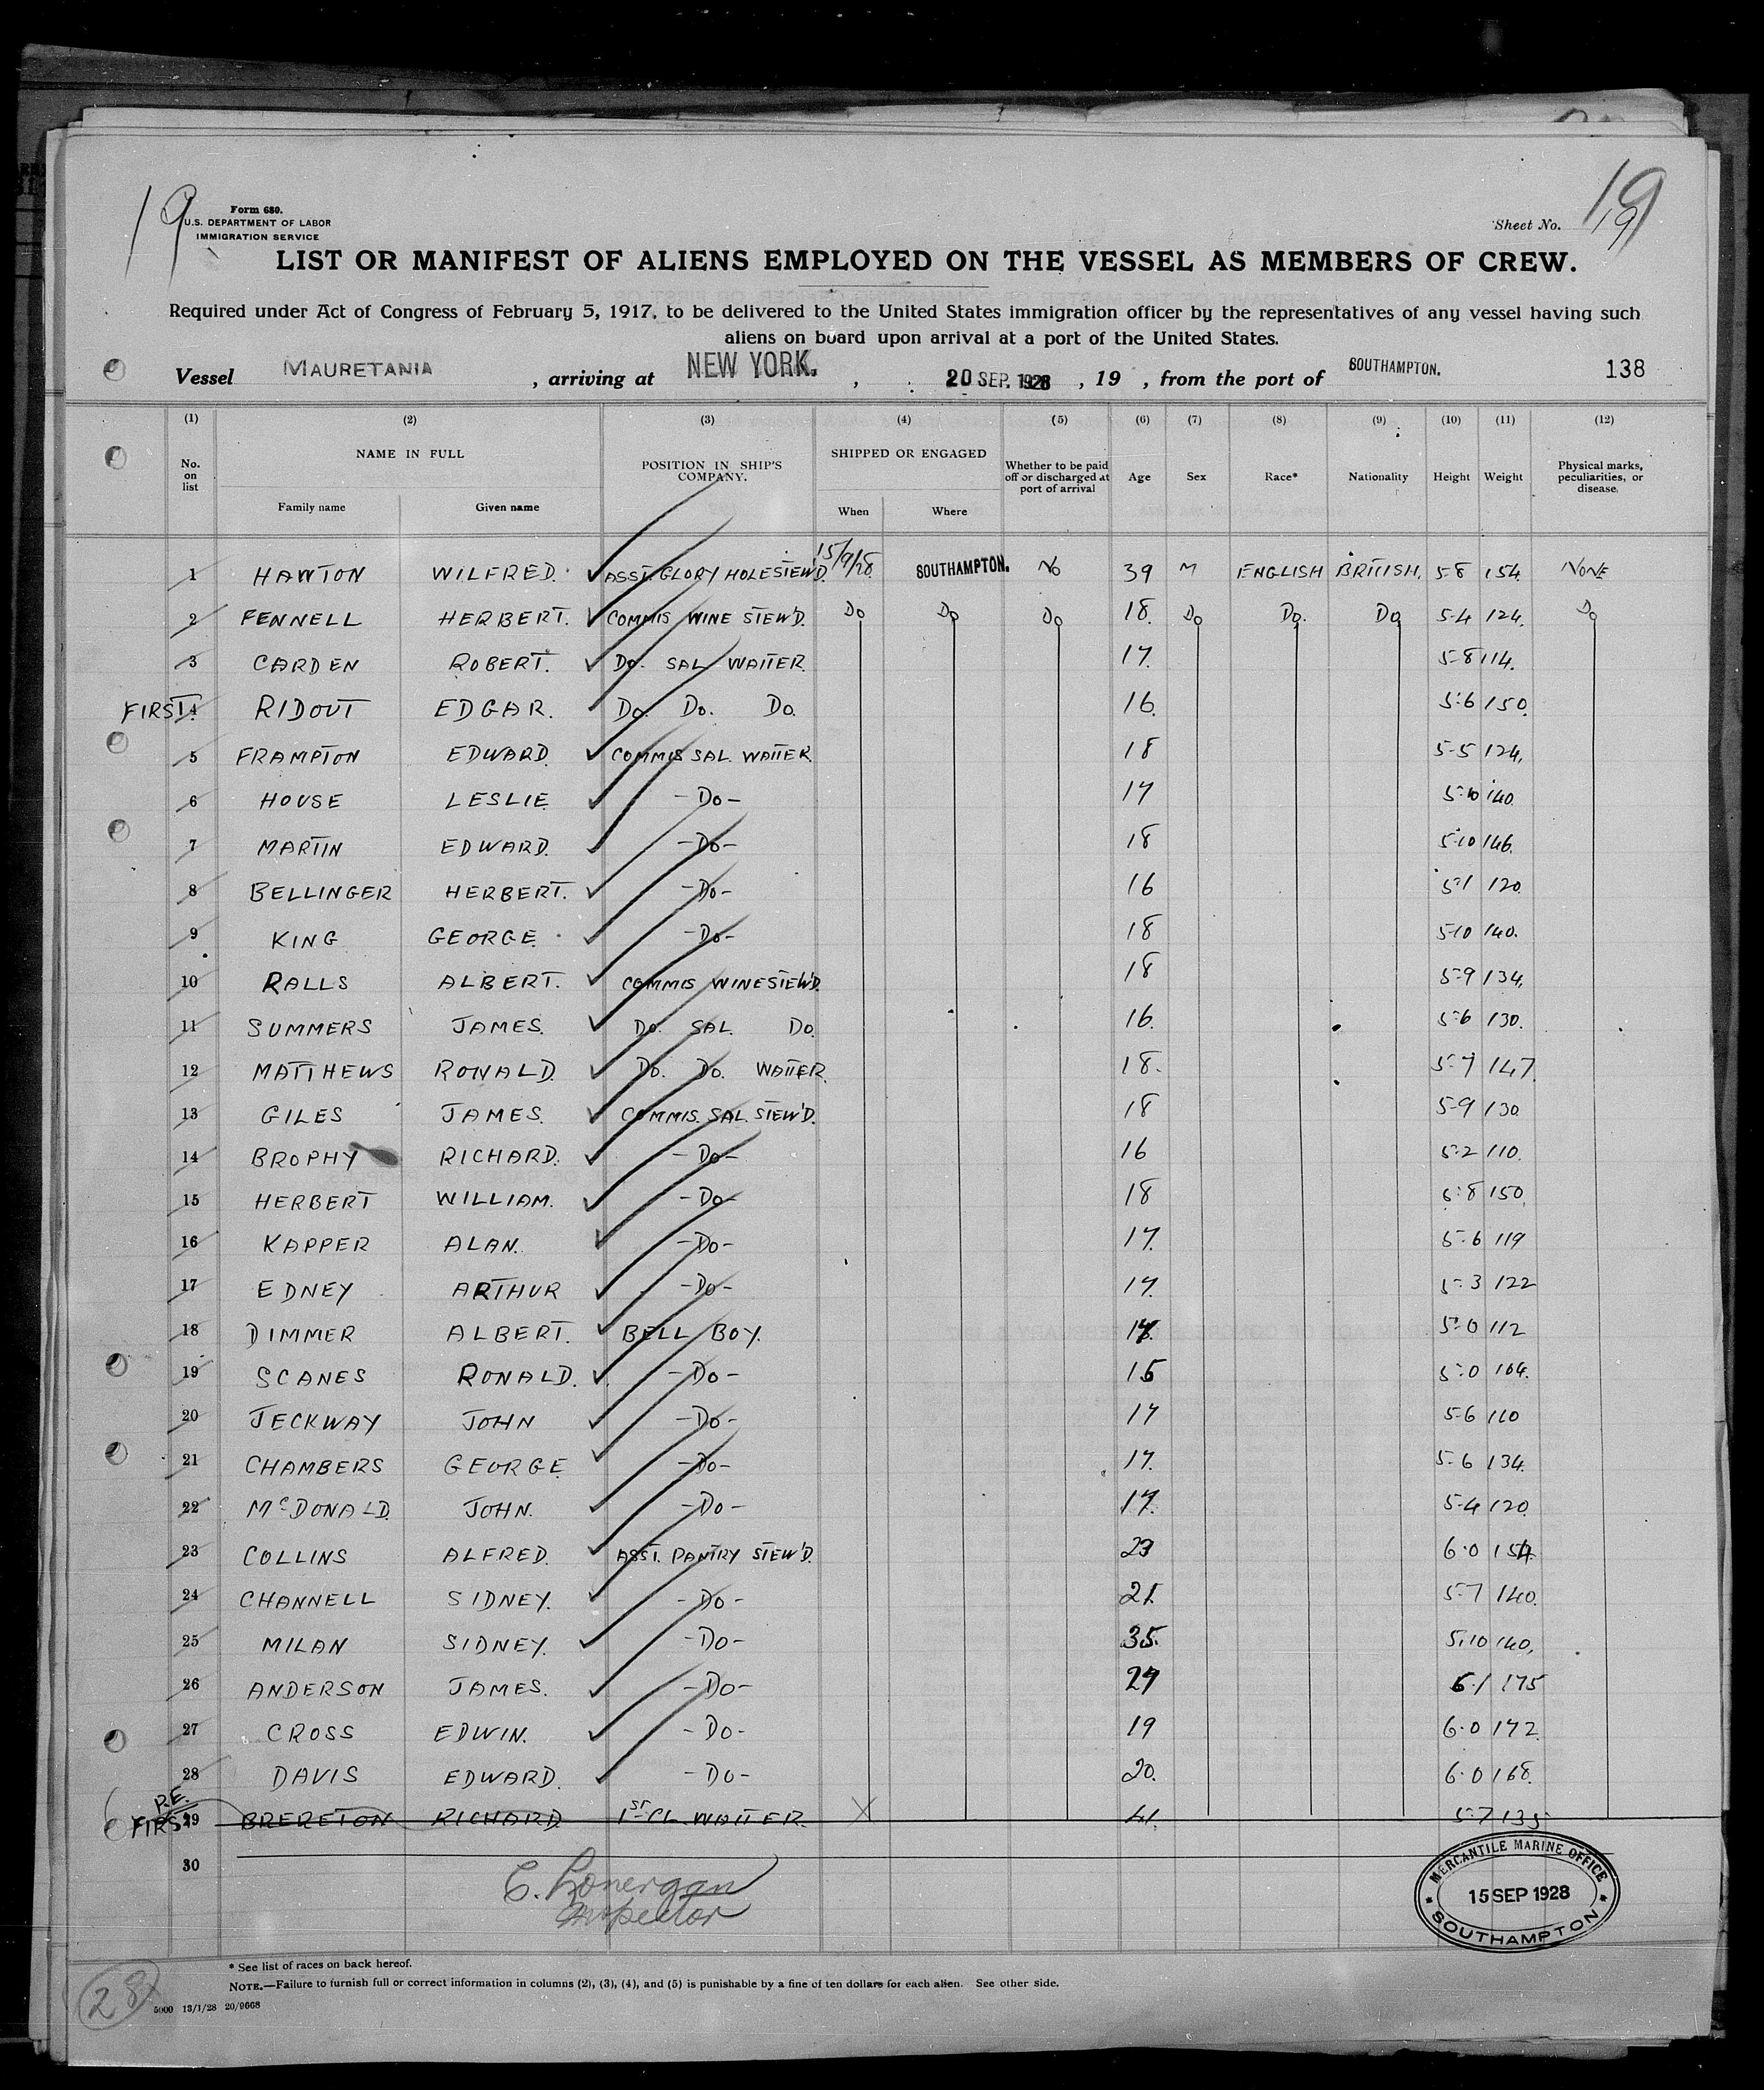 19
Form 680.
U.S. DEPARTMENT OF LABOR
IMMIGRATION SERVICE
Sheet No. 19
19
LIST OR MANIFEST OF ALIENS EMPLOYED ON THE VESSEL AS MEMBERS OF CREW.
Required under Act of Congress of February 5, 1917, to be delivered to the United States immigration officer by the representatives of any vessel having such
aliens on board upon arrival at a port of the United States.
Vessel MAURETANIA , arriving at NEW YORK. , 20 SEP. 1928 , 19 , from the port of SOUTHAMPTON. 138
(1) (2) (3) (4) (5) (6) (7) (8) (9) (10) (11) (12)
No. on list NAME IN FULL Family name Given name POSITION IN SHIP'S COMPANY. SHIPPED OR ENGAGED When Where Whether to be paid off or discharged at port of arrival Age Sex Race* Nationality Height Weight Physical marks, peculiarities, or disease.
1 HAWTON WILFRED. ASST. GLORY HOLE STEW'D. 15/9/28 SOUTHAMPTON. No 39 M ENGLISH BRITISH. 5-8 154 NONE
2 FENNELL HERBERT. COMMIS WINE STEW'D. Do Do Do 18. Do Do. Do 5-4 124. Do
3 CARDEN ROBERT. Do. SAL WAITER. 17. 5-8 114.
FIRST 4 RIDOUT EDGAR. Do. Do. Do. 16. 5-6 150.
5 FRAMPTON EDWARD. COMMIS SAL. WAITER. 18 5-5 124.
6 HOUSE LESLIE. -Do- 17 5-10 140.
7 MARTIN EDWARD. -Do- 18 5-10 146.
8 BELLINGER HERBERT. -Do- 16 5-1 120.
9 KING GEORGE. -Do- 18 5-10 140.
10 RALLS ALBERT. COMMIS WINE STEW'D. 18 5-9 134.
11 SUMMERS JAMES. Do. SAL. Do. 16. 5-6 130.
12 MATTHEWS RONALD. Do. Do. WAITER. 18. 5-7 147.
13 GILES JAMES. COMMIS. SAL. STEW'D. 18 5-9 130
14 BROPHY RICHARD. -Do- 16 5-2 110.
15 HERBERT WILLIAM. -Do- 18 5-8 150.
16 KAPPER ALAN. -Do- 17. 5-6 119
17 EDNEY ARTHUR -Do- 17. 5-3 122
18 DIMMER ALBERT. BELL BOY. 5-0 112
19 SCANES RONALD. -Do- 15 5-0 104.
20 JECKWAY JOHN -Do- 17 5-6 110
21 CHAMBERS GEORGE -Do- 17. 5-6 134.
22 McDONALD. JOHN. -Do- 17. 5-4 120.
23 COLLINS ALFRED. ASST. PANTRY STEW'D. 23 6-0 154
24 CHANNELL SIDNEY. -Do- 21. 5-7 140.
25 MILAN SIDNEY. -Do- 35. 5-10 140.
26 ANDERSON JAMES. -Do- 27 6-1 175
27 CROSS EDWIN. -Do- 19 6-0 172
28 DAVIS EDWARD. -Do- 20. 6-0 168.
P.E. FIRST 29 BRERETON RICHARD. 1ST CL. WAITER. X 41. 5-7 135
30
C. Lonergan
Inspector
MERCANTILE MARINE OFFICE
15 SEP 1928
SOUTHAMPTON
* See list of races on back hereof.
NOTE.—Failure to furnish full or correct information in columns (2), (3), (4), and (5) is punishable by a fine of ten dollars for each alien. See other side.
28
5000 13/1/28 20/9668